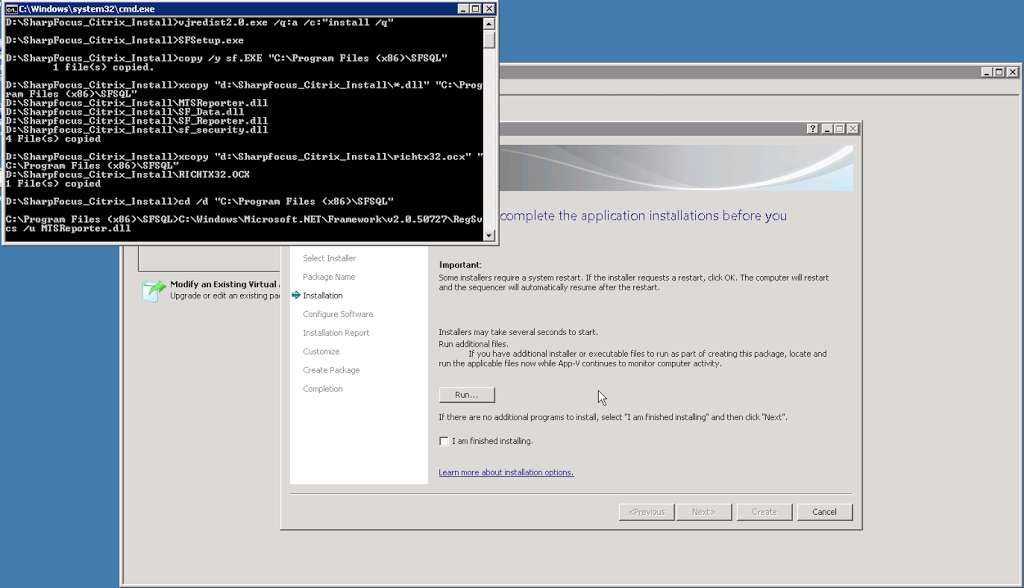 C:\Windows\system32\cmd.exe
D:\SharpFocus_Citrix_Install>vjredist2.0.exe /q:a /c:"install /q"
D:\SharpFocus_Citrix_Install>SFSetup.exe
D:\SharpFocus_Citrix_Install>copy /y sf.EXE "C:\Program Files (x86)\SFSQL"
1 file(s) copied.
D:\SharpFocus_Citrix_Install>xcopy "d:\Sharpfocus_Citrix_Install\*.dll" "C:\Prog
ram Files (x86)\SFSQL"
D:\SharpFocus_Citrix_Install\MTSReporter.dll
D:\SharpFocus_Citrix_Install\SF_Data.dll
D:\SharpFocus_Citrix_Install\SF_Reporter.dll
D:\SharpFocus_Citrix_Install\sf_security.dll
4 File(s) copied
D:\SharpFocus_Citrix_Install>xcopy "d:\Sharpfocus_Citrix_Install\richtx32.ocx" "
C:\Program Files (x86)\SFSQL"
D:\SharpFocus_Citrix_Install\RICHTX32.OCX
1 File(s) copied
D:\SharpFocus_Citrix_Install>cd /d "C:\Program Files (x86)\SFSQL"
C:\Program Files (x86)\SFSQL>C:\Windows\Microsoft.NET\Framework\v2.0.50727\RegSv
cs /u MTSReporter.dll
complete the application installations before you
Modify an Existing Virtual
Upgrade or edit an existing pa
Select Installer
Package Name
Installation
Configure Software
Installation Report
Customize
Create Package
Completion
Important:
Some installers require a system restart. If the installer requests a restart, click OK. The computer will restart
and the sequencer will automatically resume after the restart.
Installers may take several seconds to start.
Run additional files.
If you have additional installer or executable files to run as part of creating this package, locate and
run the applicable files now while App-V continues to monitor computer activity.
Run...
If there are no additional programs to install, select "I am finished installing" and then click "Next".
I am finished installing.
Learn more about installation options.
<Previous
Next>
Create
Cancel